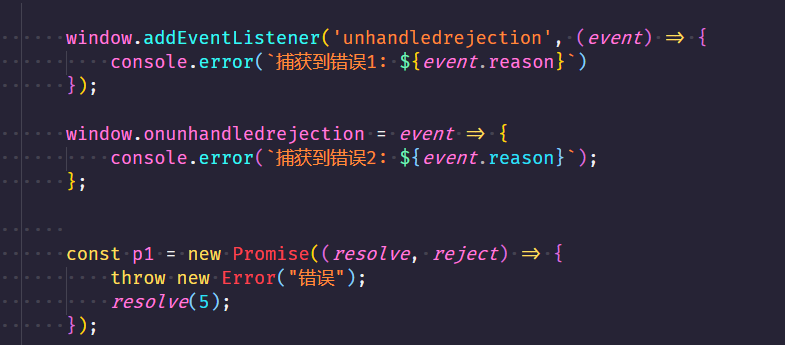 window.addEventListener('unhandledrejection', (event) => {
    console.error(`捕获到错误1: ${event.reason}`)
});
window.onunhandledrejection = event => {
    console.error(`捕获到错误2: ${event.reason}`);
};
const p1 = new Promise((resolve, reject) => {
    throw new Error("错误");
    resolve(5);
});